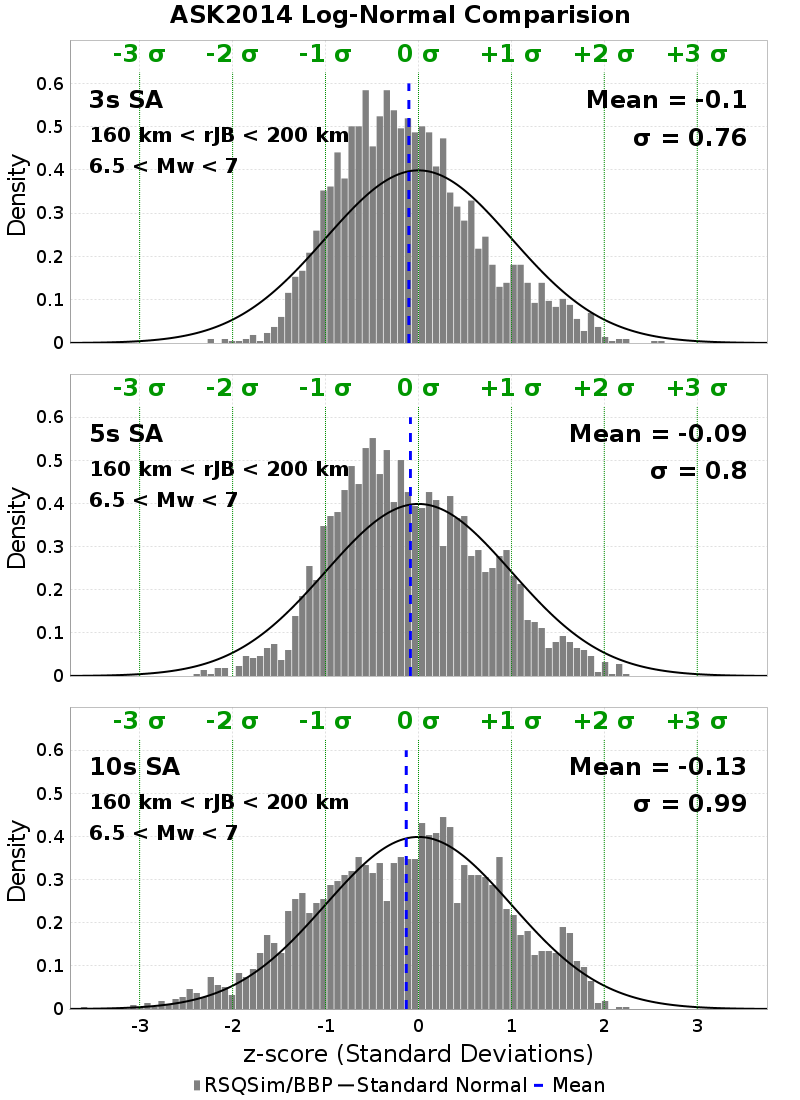 ASK2014 Log-Normal Comparision
-3 σ -2 σ -1 σ 0 σ +1 σ +2 σ +3 σ
0.6
3s SA
Mean = -0.1
0.5
160 km < rJB < 200 km
σ = 0.76
6.5 < Mw < 7
0.4
0.3
0.2
0.1
0
Density
-3 σ -2 σ -1 σ 0 σ +1 σ +2 σ +3 σ
0.6
5s SA
Mean = -0.09
0.5
160 km < rJB < 200 km
σ = 0.8
6.5 < Mw < 7
0.4
0.3
0.2
0.1
0
Density
-3 σ -2 σ -1 σ 0 σ +1 σ +2 σ +3 σ
0.6
10s SA
Mean = -0.13
0.5
160 km < rJB < 200 km
σ = 0.99
6.5 < Mw < 7
0.4
0.3
0.2
0.1
0
Density
-3 -2 -1 0 1 2 3
z-score (Standard Deviations)
RSQSim/BBP Standard Normal Mean